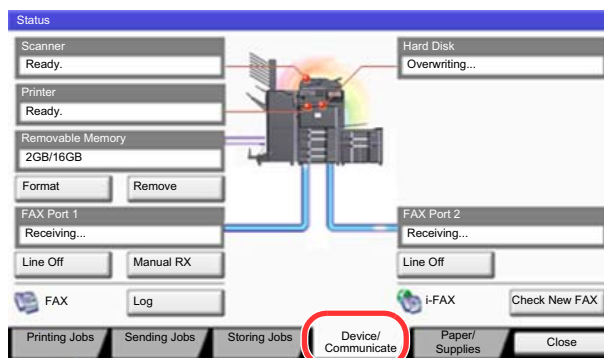 Status
Scanner
Ready.
Hard Disk
Overwriting...
Printer
Ready.
Removable Memory
2GB/16GB
Format
Remove
FAX Port 1
Receiving...
FAX Port 2
Receiving...
Line Off
Manual RX
Line Off
FAX
Log
i-FAX
Check New FAX
Printing Jobs
Sending Jobs
Storing Jobs
Device/
Communicate
Paper/
Supplies
Close